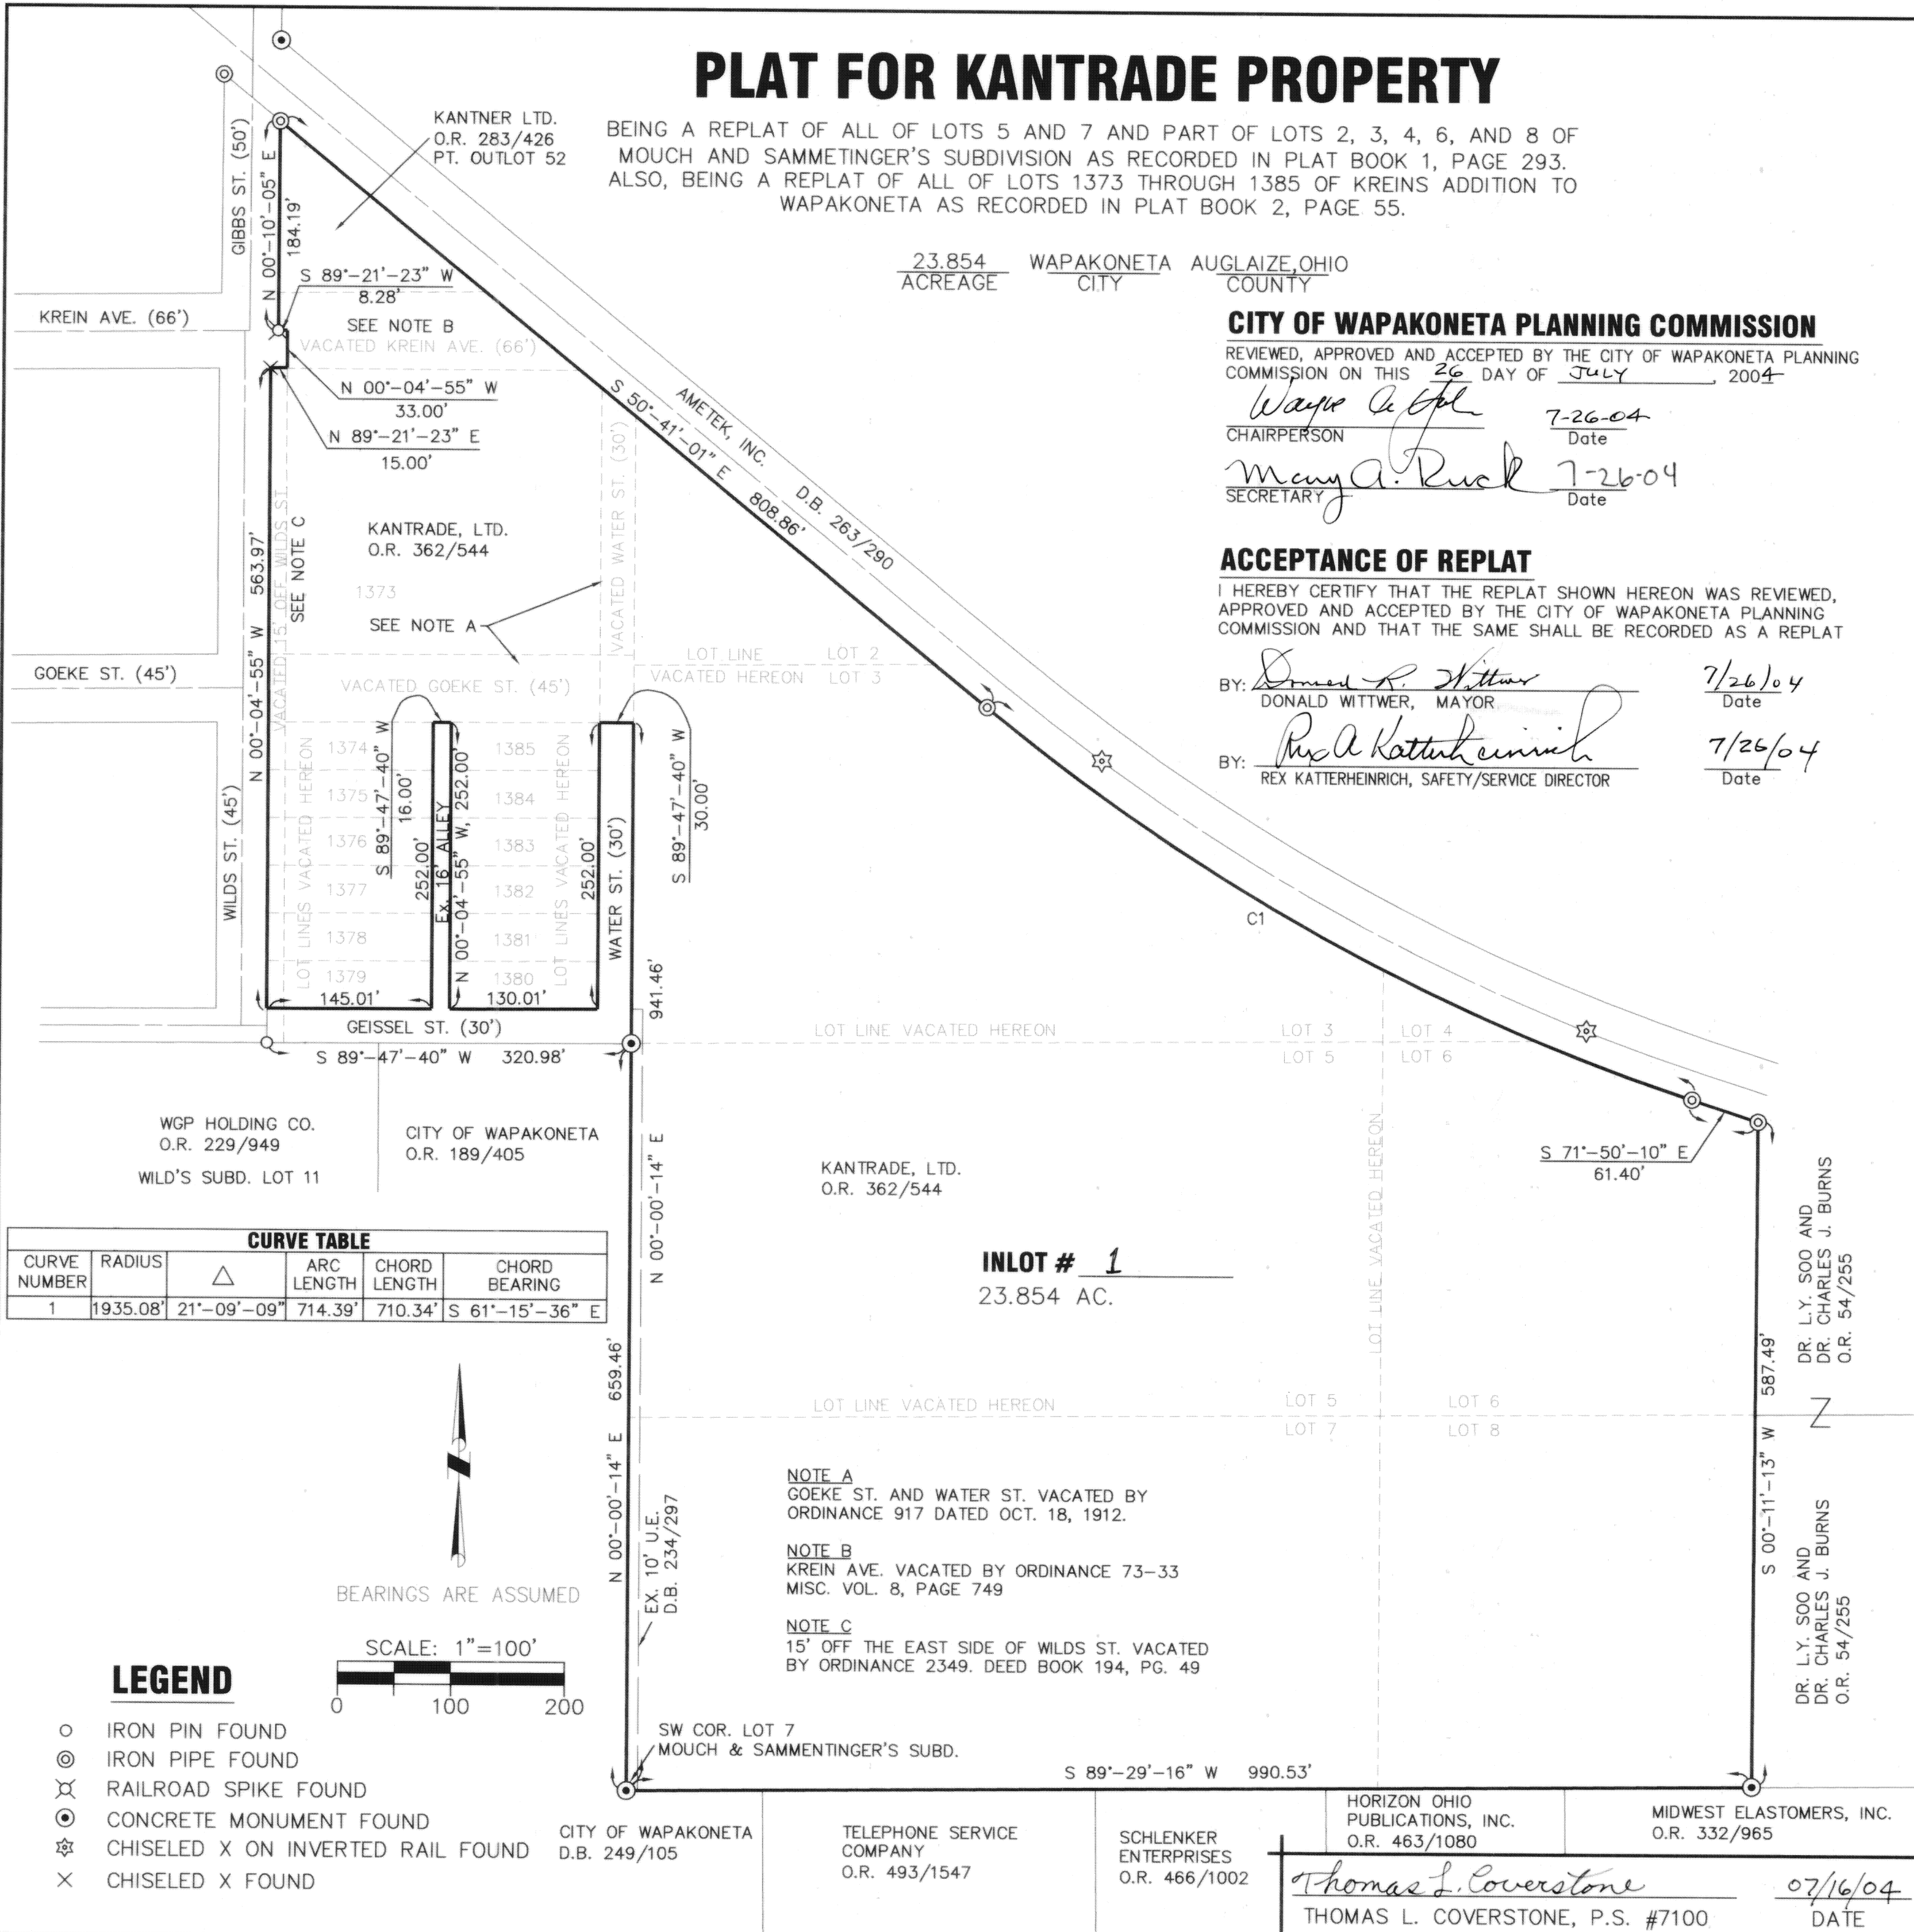 PLAT FOR KANTRADE PROPERTY
BEING A REPLAT OF ALL OF LOTS 5 AND 7 AND PART OF LOTS 2, 3, 4, 6, AND 8 OF
MOUCH AND SAMMETINGER'S SUBDIVISION AS RECORDED IN PLAT BOOK 1, PAGE 293.
ALSO, BEING A REPLAT OF ALL OF LOTS 1373 THROUGH 1385 OF KREINS ADDITION TO
WAPAKONETA AS RECORDED IN PLAT BOOK 2, PAGE 55.
23.854 WAPAKONETA AUGLAIZE,OHIO
ACREAGE CITY COUNTY
CITY OF WAPAKONETA PLANNING COMMISSION
REVIEWED, APPROVED AND ACCEPTED BY THE CITY OF WAPAKONETA PLANNING
COMMISSION ON THIS 26 DAY OF JULY, 2004
7-26-04
CHAIRPERSON Date
Mary A. Ruck 7-26-04
SECRETARY Date
ACCEPTANCE OF REPLAT
I HEREBY CERTIFY THAT THE REPLAT SHOWN HEREON WAS REVIEWED,
APPROVED AND ACCEPTED BY THE CITY OF WAPAKONETA PLANNING
COMMISSION AND THAT THE SAME SHALL BE RECORDED AS A REPLAT
BY: Donald R. Wittwer 7/26/04
DONALD WITTWER, MAYOR Date
BY: Rex A Katterheinrich 7/26/04
REX KATTERHEINRICH, SAFETY/SERVICE DIRECTOR Date
KANTNER LTD.
O.R. 283/426
PT. OUTLOT 52
GIBBS ST. (50')
N 00°-10'-05" E
184.19'
S 89°-21'-23" W
8.28'
KREIN AVE. (66')
SEE NOTE B
VACATED KREIN AVE. (66')
N 00°-04'-55" W
33.00'
N 89°-21'-23" E
15.00'
S 50°-41'-01" E 808.86'
AMETEK, INC. D.B. 263/290
N 00°-04'-55" W 563.97'
VACATED 15' OFF WILDS ST.
SEE NOTE C
KANTRADE, LTD.
O.R. 362/544
1373
SEE NOTE A
VACATED WATER ST. (30')
GOEKE ST. (45')
VACATED GOEKE ST. (45')
LOT LINE LOT 2
VACATED HEREON LOT 3
WILDS ST. (45')
LOT LINES VACATED HEREON
1374
1375
1376
1377
1378
1379
S 89°-47'-40" W
16.00'
252.00'
Ex. 16' ALLEY
N 00°-04'-55" W, 252.00'
1385
1384
1383
1382
1381
1380
LOT LINES VACATED HEREON
252.00'
WATER ST. (30')
S 89°-47'-40" W
30.00'
941.46'
145.01'
130.01'
GEISSEL ST. (30')
S 89°-47'-40" W 320.98'
C1
LOT LINE VACATED HEREON
LOT 3 LOT 4
LOT 5 LOT 6
WGP HOLDING CO.
O.R. 229/949
WILD'S SUBD. LOT 11
CITY OF WAPAKONETA
O.R. 189/405
N 00°-00'-14" E
KANTRADE, LTD.
O.R. 362/544
LOT LINE VACATED HEREON
S 71°-50'-10" E
61.40'
DR. L.Y. SOO AND
DR. CHARLES J. BURNS
O.R. 54/255
CURVE TABLE
CURVE NUMBER RADIUS △ ARC LENGTH CHORD LENGTH CHORD BEARING
1 1935.08' 21°-09'-09" 714.39' 710.34' S 61°-15'-36" E
INLOT # 1
23.854 AC.
N 00°-00'-14" E 659.46'
LOT LINE VACATED HEREON
LOT 5 LOT 6
LOT 7 LOT 8
S 00°-11'-13" W 587.49'
Z
DR. L.Y. SOO AND
DR. CHARLES J. BURNS
O.R. 54/255
NOTE A
GOEKE ST. AND WATER ST. VACATED BY
ORDINANCE 917 DATED OCT. 18, 1912.
NOTE B
KREIN AVE. VACATED BY ORDINANCE 73-33
MISC. VOL. 8, PAGE 749
NOTE C
15' OFF THE EAST SIDE OF WILDS ST. VACATED
BY ORDINANCE 2349. DEED BOOK 194, PG. 49
EX. 10' U.E.
D.B. 234/297
N
BEARINGS ARE ASSUMED
SCALE: 1"=100'
0 100 200
LEGEND
IRON PIN FOUND
IRON PIPE FOUND
RAILROAD SPIKE FOUND
CONCRETE MONUMENT FOUND
CHISELED X ON INVERTED RAIL FOUND
CHISELED X FOUND
SW COR. LOT 7
MOUCH & SAMMENTINGER'S SUBD.
S 89°-29'-16" W 990.53'
CITY OF WAPAKONETA
D.B. 249/105
TELEPHONE SERVICE
COMPANY
O.R. 493/1547
SCHLENKER
ENTERPRISES
O.R. 466/1002
HORIZON OHIO
PUBLICATIONS, INC.
O.R. 463/1080
MIDWEST ELASTOMERS, INC.
O.R. 332/965
Thomas L. Coverstone 07/16/04
THOMAS L. COVERSTONE, P.S. #7100 DATE